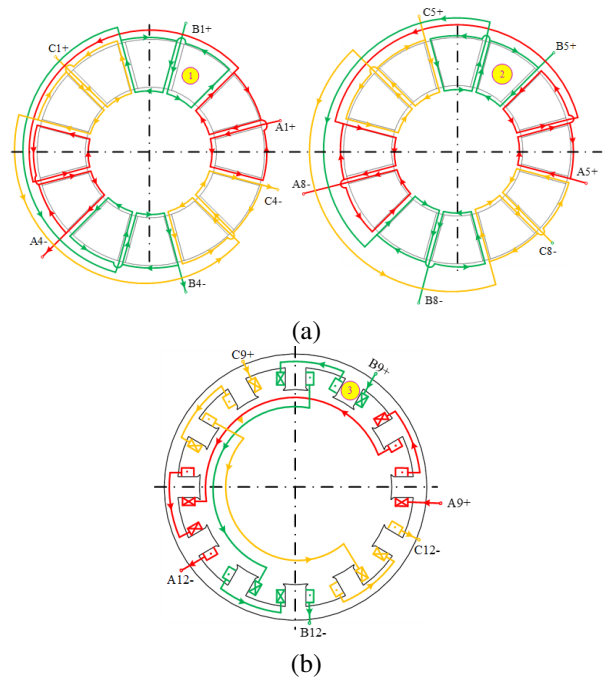 C1+
B1+
1
A1+
C4-
A4-
B4-
C5+
B5+
2
A5+
A8-
C8-
B8-
(a)
C9+
B9+
3
A9+
C12-
A12-
B12-
(b)